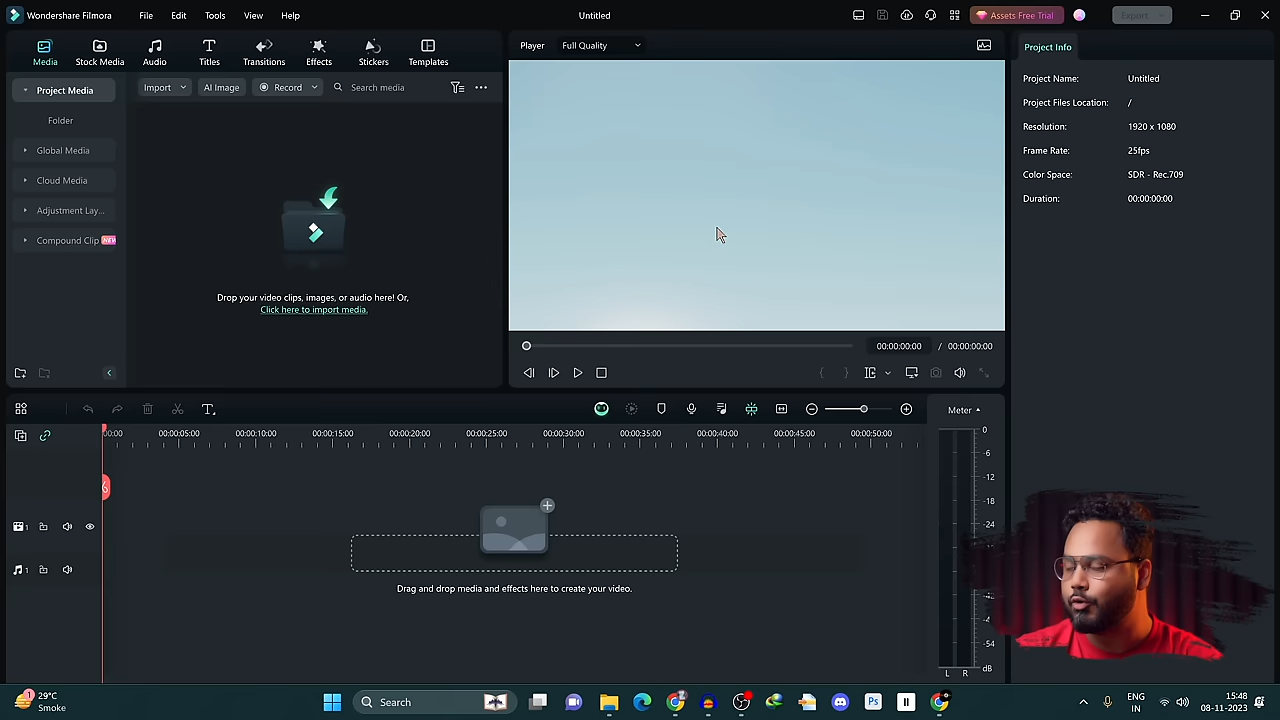 Wondershare Filmora
File
Edit
Tools
View
Help
Untitled
Assets Free Trial
Export
Media
Stock Media
Audio
Titles
Transitions
Effects
Stickers
Templates
Player
Full Quality
Project Info
Project Media
Import
AI Image
Record
Search media
Folder
Global Media
Cloud Media
Adjustment Lay...
Compound Clip NEW
Drop your video clips, images, or audio here! Or,
Click here to import media.
Project Name: Untitled
Project Files Location: /
Resolution: 1920 x 1080
Frame Rate: 25fps
Color Space: SDR - Rec.709
Duration: 00:00:00:00
00:00:00:00 / 00:00:00:00
Meter
00:00 00:00:05:00 00:00:10:00 00:00:15:00 00:00:20:00 00:00:25:00 00:00:30:00 00:00:35:00 00:00:40:00 00:00:45:00 00:00:50:00
0
-6
-12
-18
-24
-54
dB
L R
1
1
Drag and drop media and effects here to create your video.
1
29°C
Smoke
Search
Ps
ENG
IN
15:48
08-11-2023